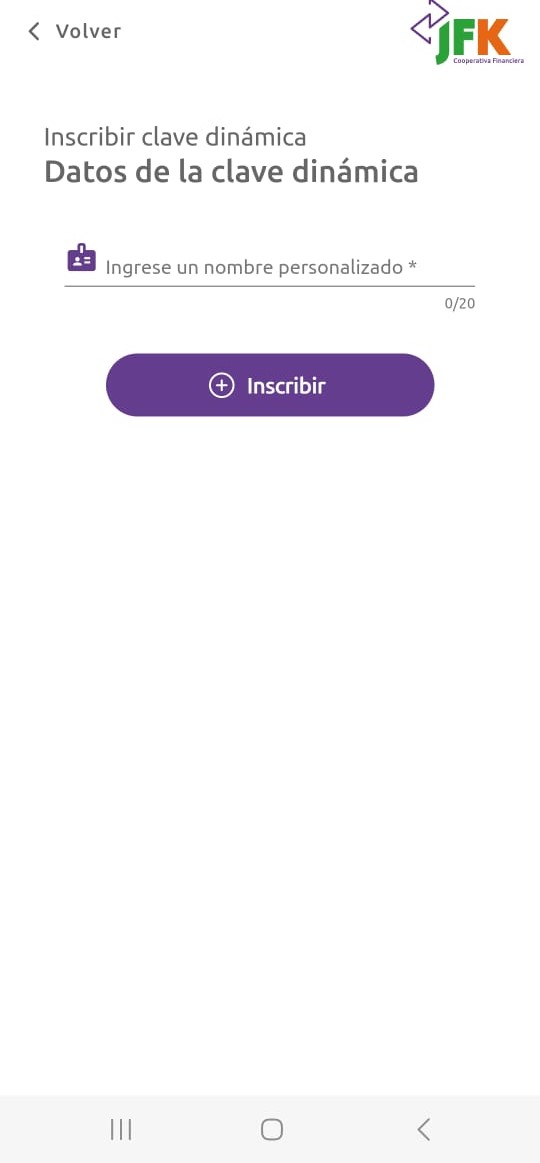 Volver
JFK
Cooperativa Financiera
Inscribir clave dinámica
Datos de la clave dinámica
Ingrese un nombre personalizado *
0/20
Inscribir